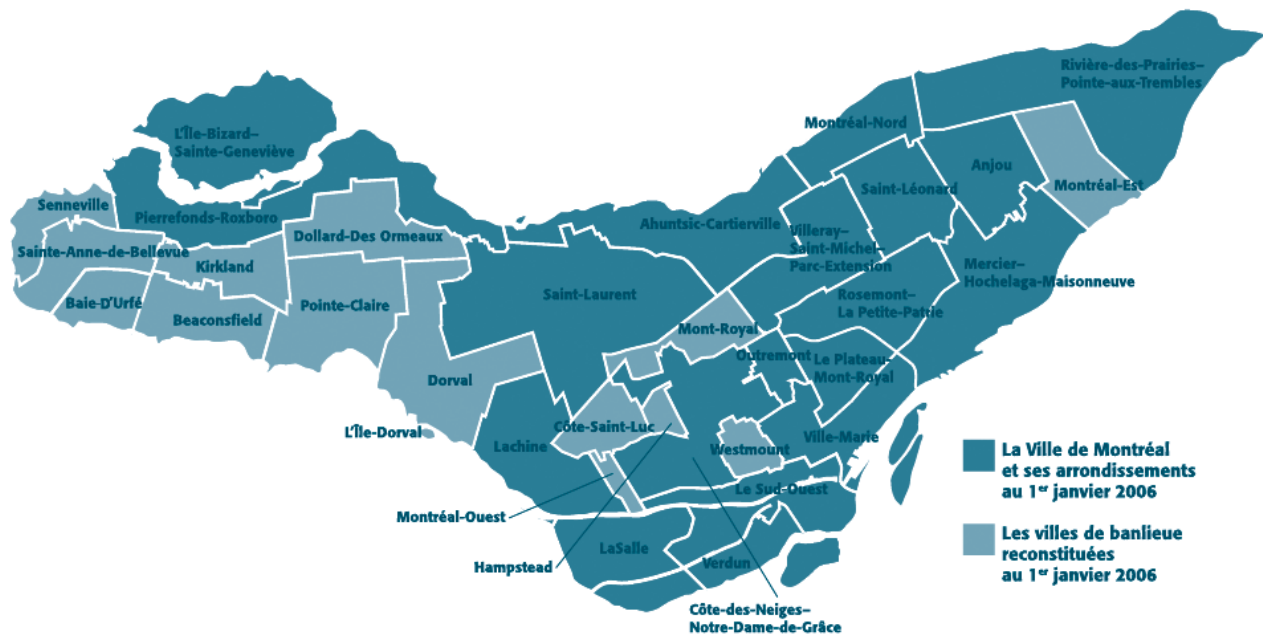 Rivière-des-Prairies–
Pointe-aux-Trembles
Montréal-Nord
L'Île-Bizard–
Sainte-Geneviève
Anjou
Saint-Léonard
Montréal-Est
Senneville
Pierrefonds-Roxboro
Ahuntsic-Cartierville
Villeray–
Saint-Michel–
Parc-Extension
Dollard-Des Ormeaux
Sainte-Anne-de-Bellevue
Kirkland
Mercier–
Hochelaga-Maisonneuve
Baie-D'Urfé
Beaconsfield
Pointe-Claire
Saint-Laurent
Rosemont–
La Petite-Patrie
Mont-Royal
Outremont
Le Plateau-
Mont-Royal
Dorval
L'Île-Dorval
Côte-Saint-Luc
Lachine
Westmount
Ville-Marie
Le Sud-Ouest
Montréal-Ouest
Hampstead
LaSalle
Verdun
Côte-des-Neiges–
Notre-Dame-de-Grâce
La Ville de Montréal
et ses arrondissements
au 1er janvier 2006
Les villes de banlieue
reconstituées
au 1er janvier 2006